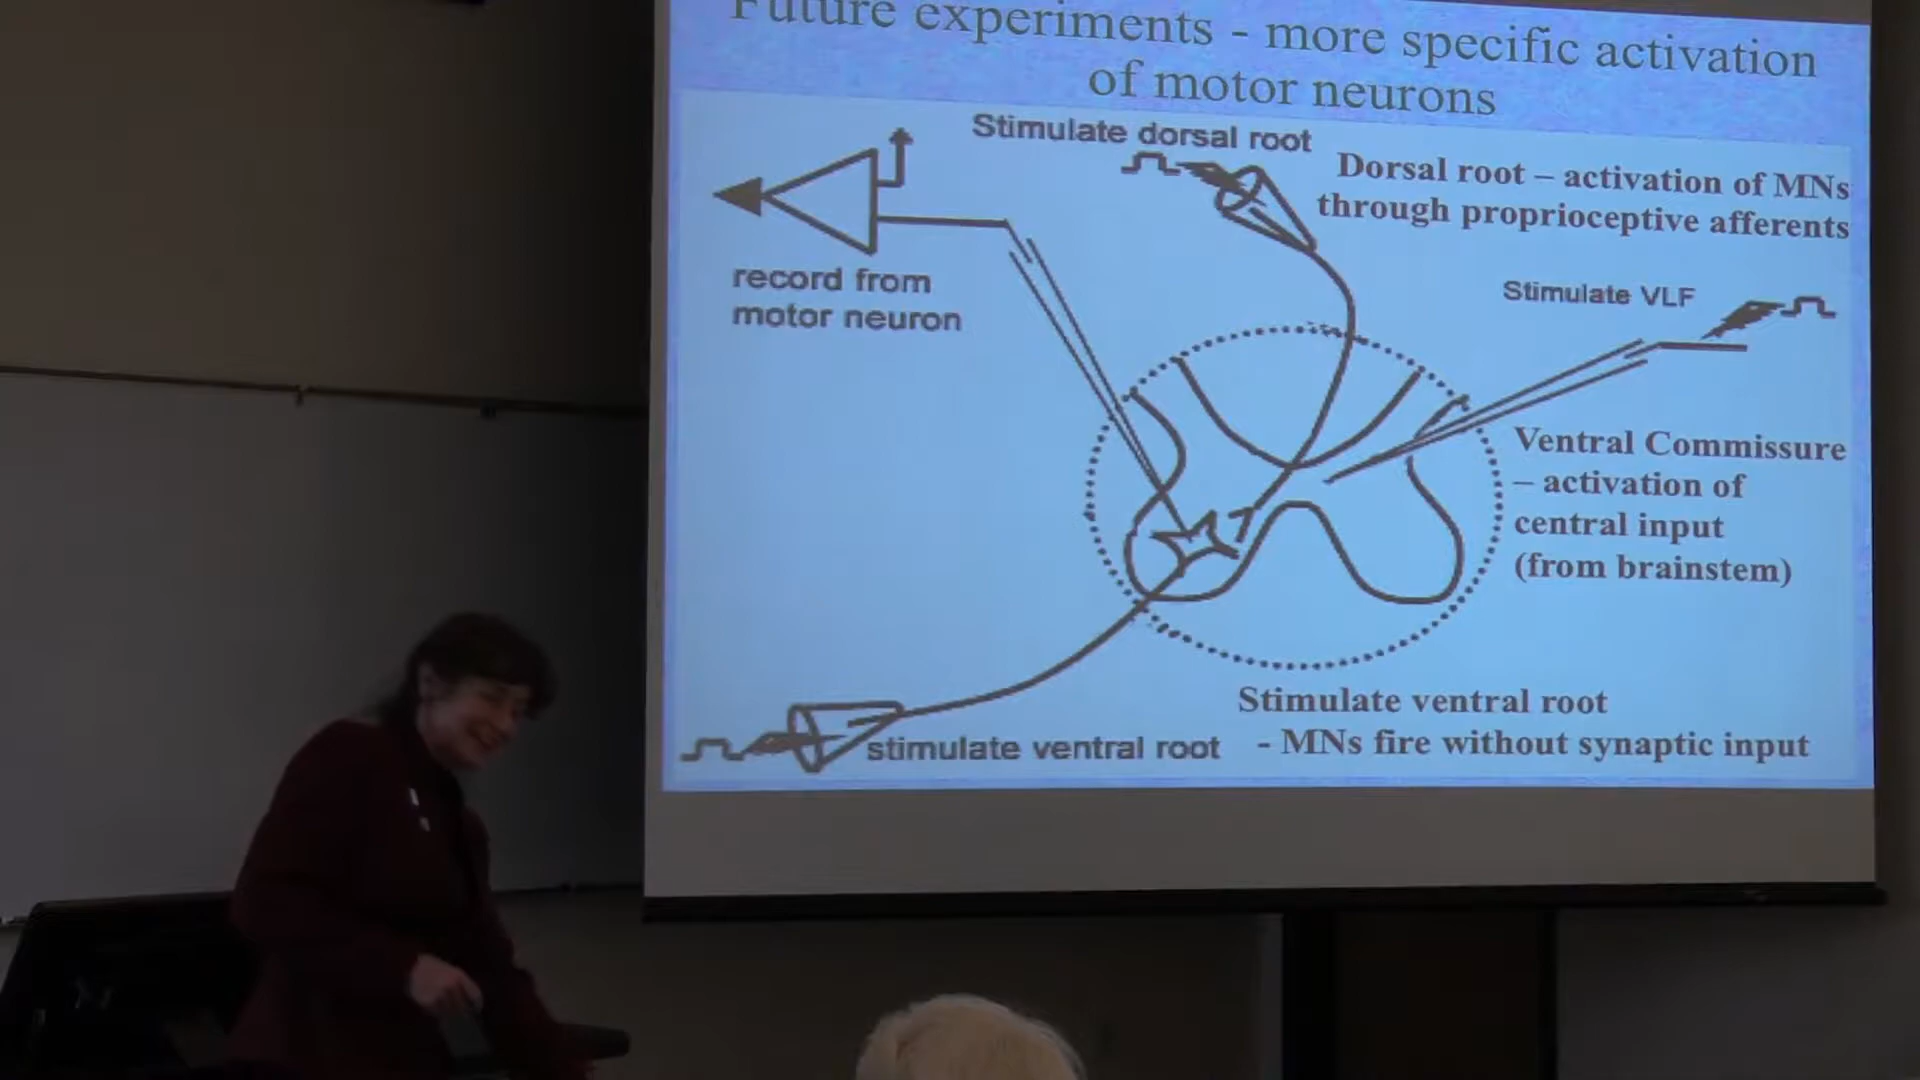 Future experiments - more specific activation
of motor neurons
Stimulate dorsal root
Dorsal root – activation of MNs
through proprioceptive afferents
record from
motor neuron
Stimulate VLF
Ventral Commissure
– activation of
central input
(from brainstem)
Stimulate ventral root
- MNs fire without synaptic input
stimulate ventral root